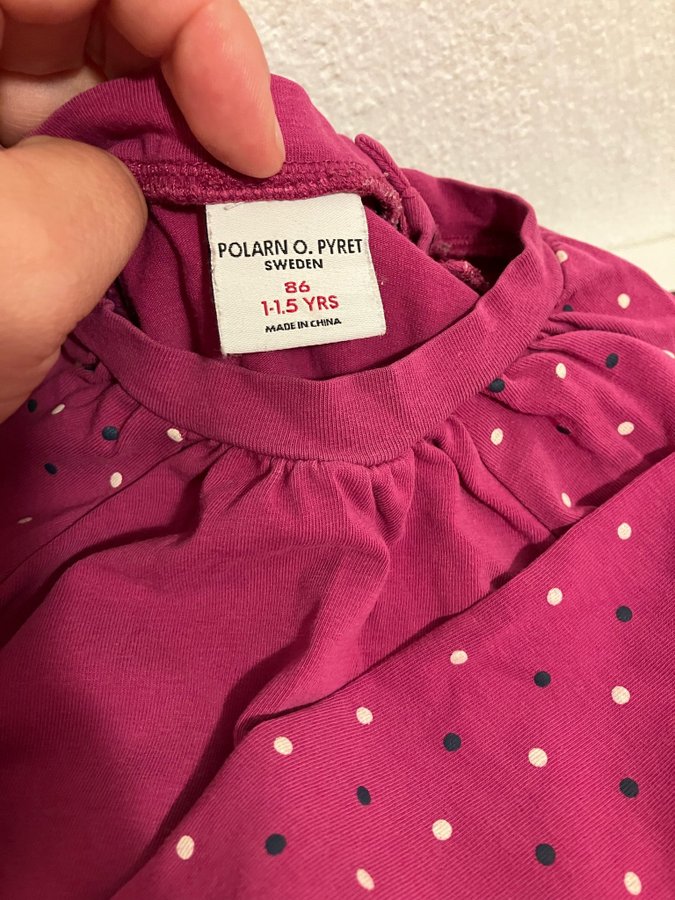 POLARN O. PYRET
SWEDEN
86
1-1.5 YRS
MADE IN CHINA